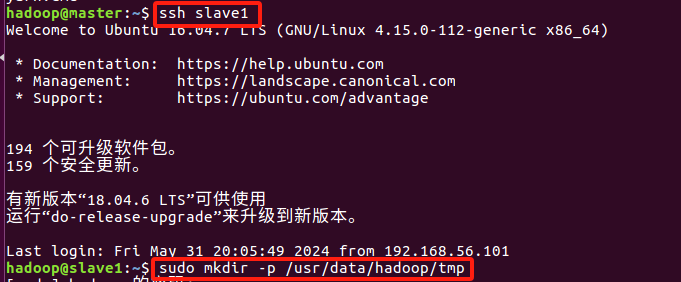 hadoop@master:~$ ssh slave1
Welcome to Ubuntu 16.04.7 LTS (GNU/Linux 4.15.0-112-generic x86_64)
* Documentation: https://help.ubuntu.com
* Management: https://landscape.canonical.com
* Support: https://ubuntu.com/advantage
194 个可升级软件包。
159 个安全更新。
有新版本“18.04.6 LTS”可供使用
运行“do-release-upgrade”来升级到新版本。
Last login: Fri May 31 20:05:49 2024 from 192.168.56.101
hadoop@slave1:~$ sudo mkdir -p /usr/data/hadoop/tmp